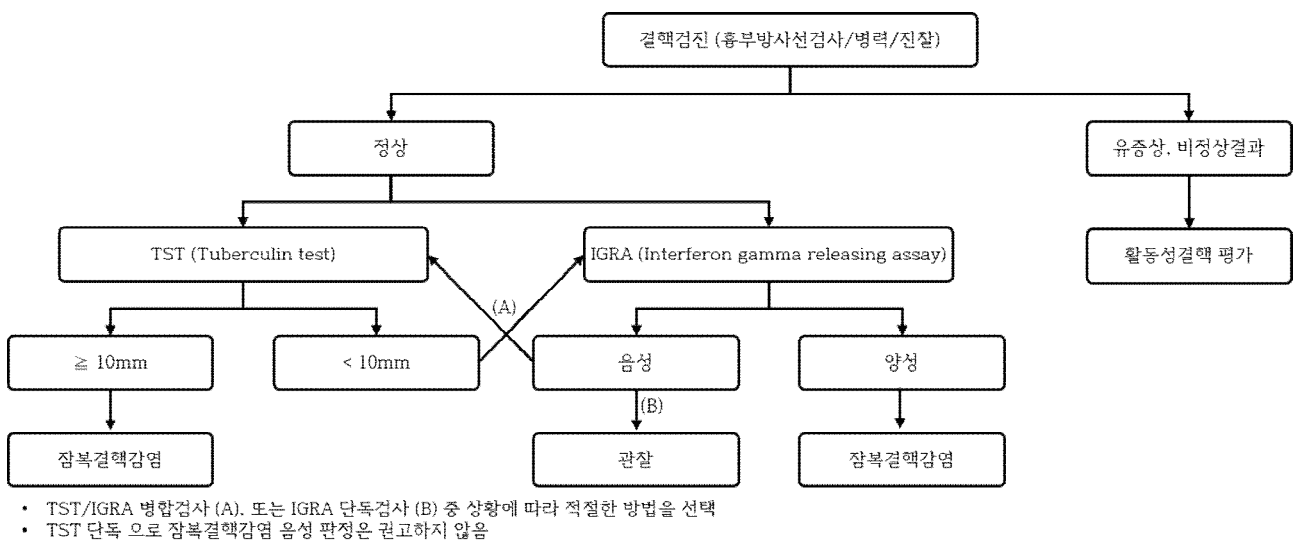 결핵검진 (흉부방사선검사/병력/진찰)
정상
유증상, 비정상결과
TST (Tuberculin test)
IGRA (Interferon gamma releasing assay)
활동성결핵 평가
(A)
≧ 10mm
< 10mm
음성
양성
(B)
잠복결핵감염
관찰
잠복결핵감염
• TST/IGRA 병합검사 (A), 또는 IGRA 단독검사 (B) 중 상황에 따라 적절한 방법을 선택
• TST 단독 으로 잠복결핵감염 음성 판정은 권고하지 않음